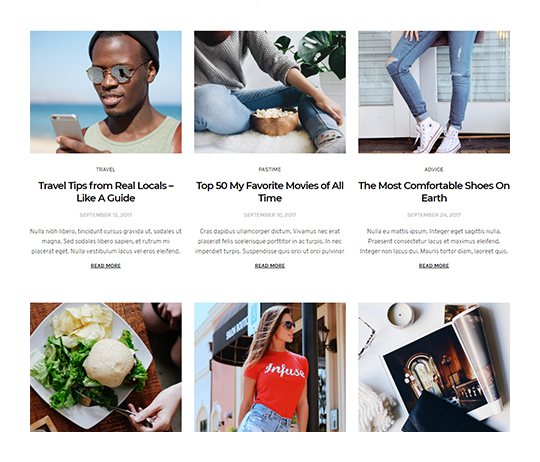 TRAVEL
Travel Tips from Real Locals –
Like A Guide
SEPTEMBER 15, 2017
Nulla nibh libero, tincidunt cursus gravida ut, sodales ut
magna. Sed sodales libero sapien, et rutrum mi
placerat eget. Nulla vestibulum lacus vel eros eleifend,
READ MORE
PASTIME
Top 50 My Favorite Movies of All
Time
SEPTEMBER 10, 2017
Cras dapibus ullamcorper dictum. Vivamus nec erat
placerat felis scelerisque porttitor in ac turpis. In nec
imperdiet turpis. Suspendisse quis orci ut orci pulvinar
READ MORE
ADVICE
The Most Comfortable Shoes On
Earth
SEPTEMBER 24, 2017
Nulla eu mattis ipsum. Integer eget sagittis nulla.
Praesent consectetur lacus et maximus eleifend.
Integer non lacus dui. Mauris tortor diam, laoreet quis,
READ MORE
Infuse